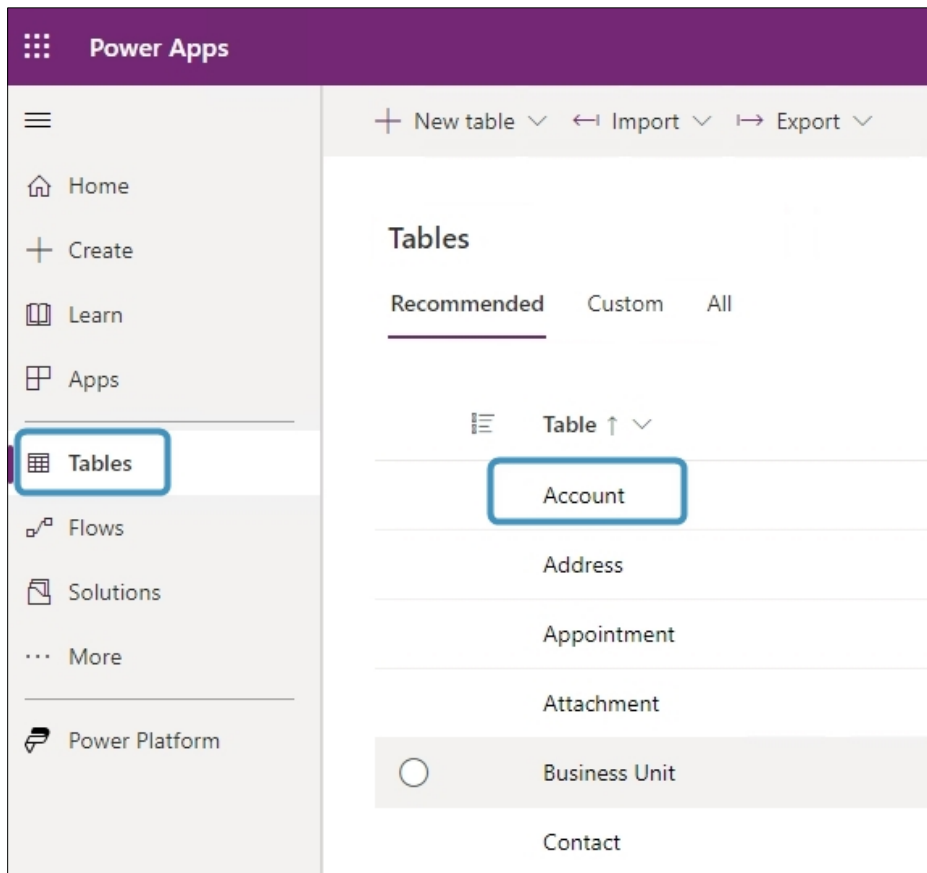 Power Apps
New table Import Export
Home
Create
Learn
Apps
Tables
Flows
Solutions
More
Power Platform
Tables
Recommended Custom All
Table ↑
Account
Address
Appointment
Attachment
Business Unit
Contact